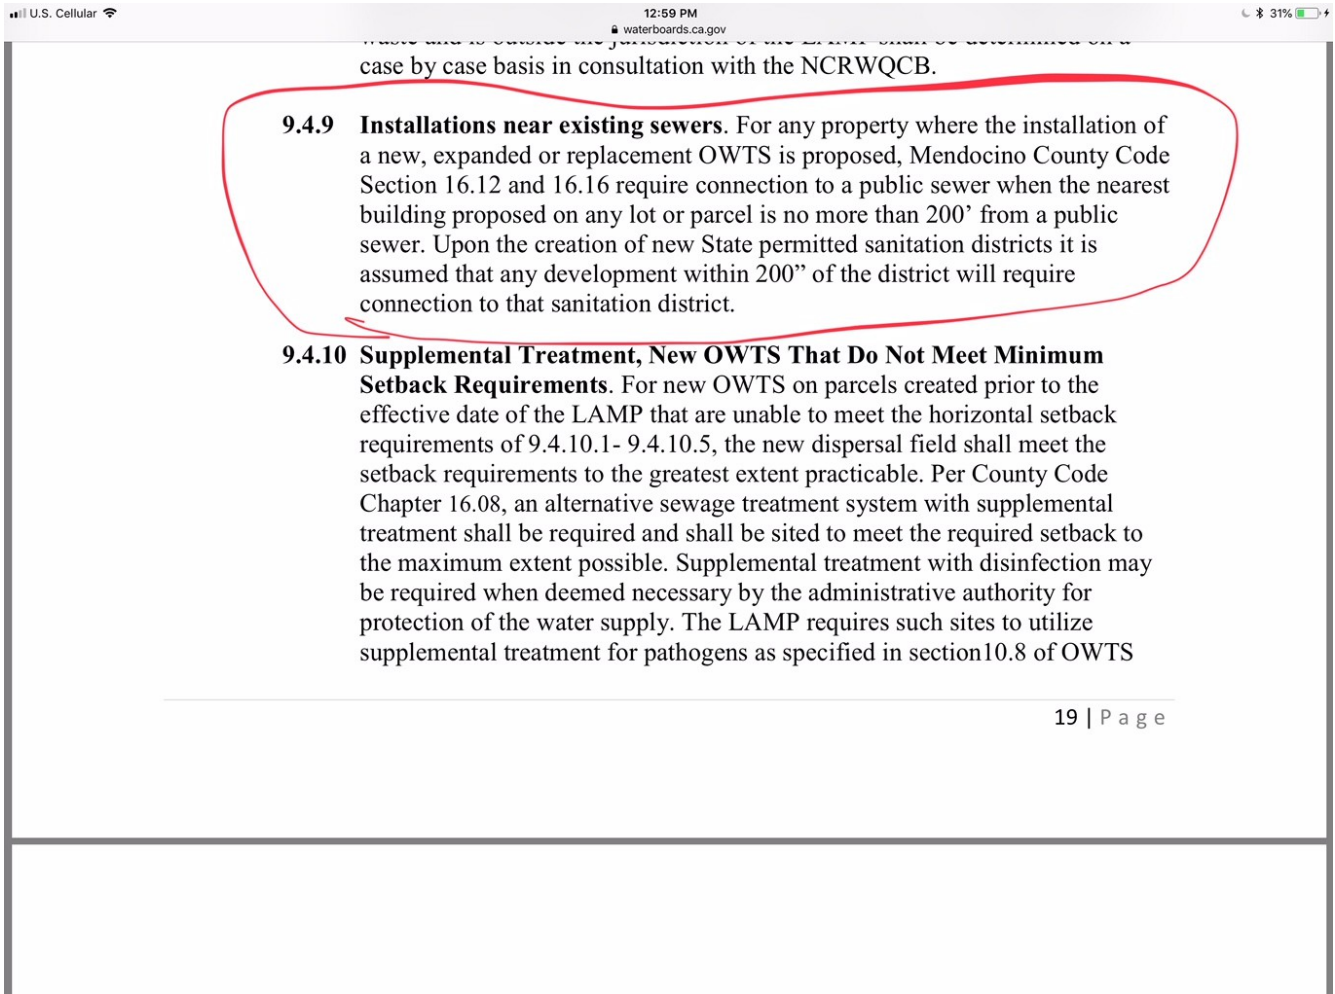 U.S. Cellular
12:59 PM
31%
waterboards.ca.gov
case by case basis in consultation with the NCRWQCB.
9.4.9 Installations near existing sewers. For any property where the installation of
a new, expanded or replacement OWTS is proposed, Mendocino County Code
Section 16.12 and 16.16 require connection to a public sewer when the nearest
building proposed on any lot or parcel is no more than 200’ from a public
sewer. Upon the creation of new State permitted sanitation districts it is
assumed that any development within 200” of the district will require
connection to that sanitation district.
9.4.10 Supplemental Treatment, New OWTS That Do Not Meet Minimum
Setback Requirements. For new OWTS on parcels created prior to the
effective date of the LAMP that are unable to meet the horizontal setback
requirements of 9.4.10.1- 9.4.10.5, the new dispersal field shall meet the
setback requirements to the greatest extent practicable. Per County Code
Chapter 16.08, an alternative sewage treatment system with supplemental
treatment shall be required and shall be sited to meet the required setback to
the maximum extent possible. Supplemental treatment with disinfection may
be required when deemed necessary by the administrative authority for
protection of the water supply. The LAMP requires such sites to utilize
supplemental treatment for pathogens as specified in section10.8 of OWTS
19 | Page